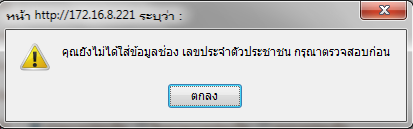 หน้า http://172.16.8.221 ระบุว่า :
คุณยังไม่ได้ใส่ข้อมูลช่อง เลขประจำตัวประชาชน กรุณาตรวจสอบก่อน
ตกลง